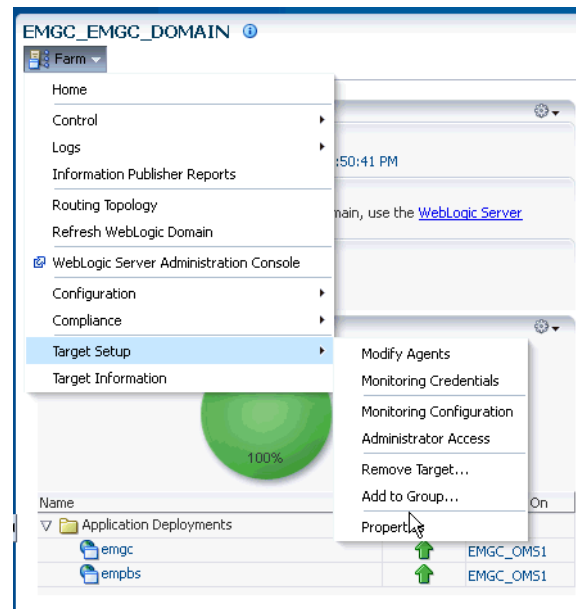 EMGC_EMGC_DOMAIN
Farm
Home
Control
Logs
Information Publisher Reports
:50:41 PM
Routing Topology
main, use the WebLogic Server
Refresh WebLogic Domain
WebLogic Server Administration Console
Configuration
Compliance
Target Setup
Target Information
Modify Agents
Monitoring Credentials
Monitoring Configuration
Administrator Access
Remove Target...
Add to Group...
Properties
100%
Name
On
Application Deployments
emgc
EMGC_OMS1
empbs
EMGC_OMS1